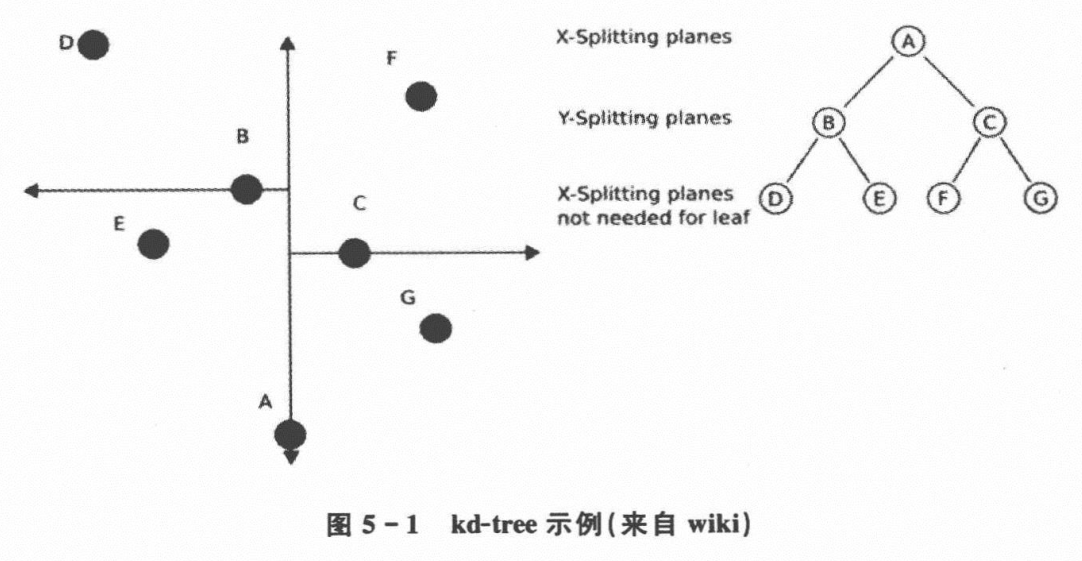 D
F
B
C
E
G
A
X-Splitting planes
A
Y-Splitting planes
B
C
X-Splitting planes
not needed for leaf
D
E
F
G
图 5-1 kd-tree 示例(来自 wiki)